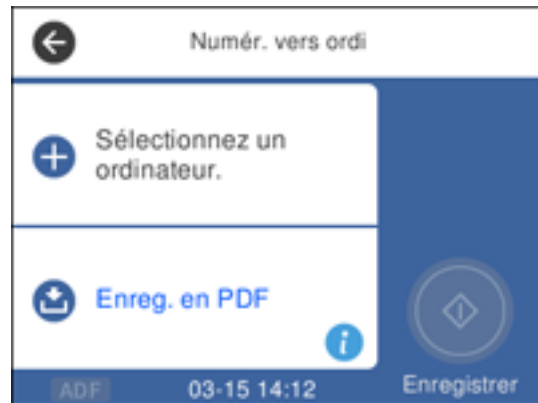 Numér. vers ordi
Sélectionnez un
ordinateur.
Enreg. en PDF
i
ADF
03-15 14:12
Enregistrer